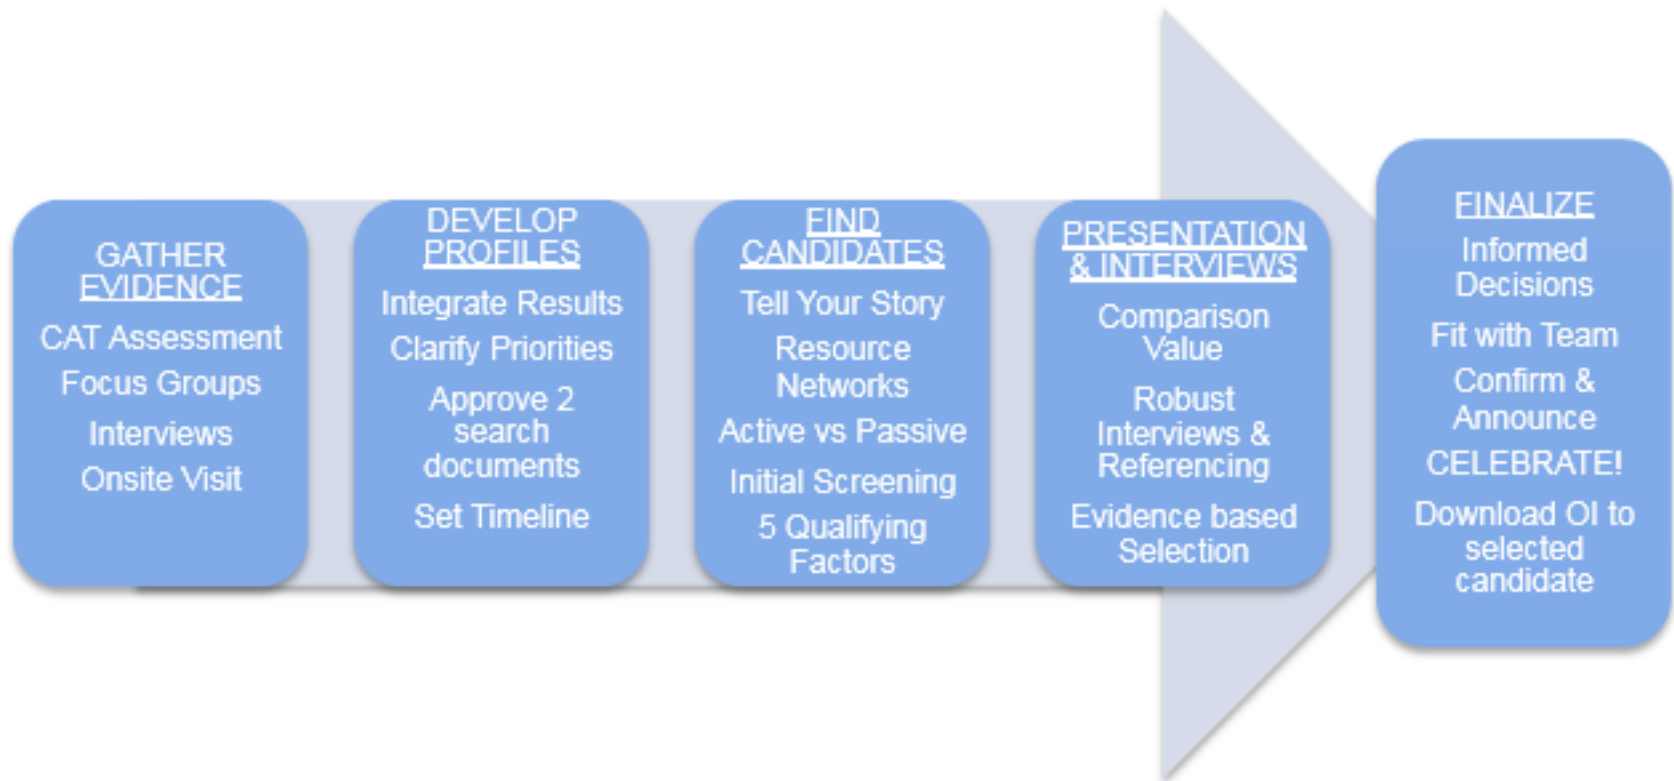 GATHER
EVIDENCE
CAT Assessment
Focus Groups
Interviews
Onsite Visit
DEVELOP
PROFILES
Integrate Results
Clarify Priorities
Approve 2
search
documents
Set Timeline
FIND
CANDIDATES
Tell Your Story
Resource
Networks
Active vs Passive
Initial Screening
5 Qualifying
Factors
PRESENTATION
& INTERVIEWS
Comparison
Value
Robust
Interviews &
Referencing
Evidence based
Selection
FINALIZE
Informed
Decisions
Fit with Team
Confirm &
Announce
CELEBRATE!
Download OI to
selected
candidate